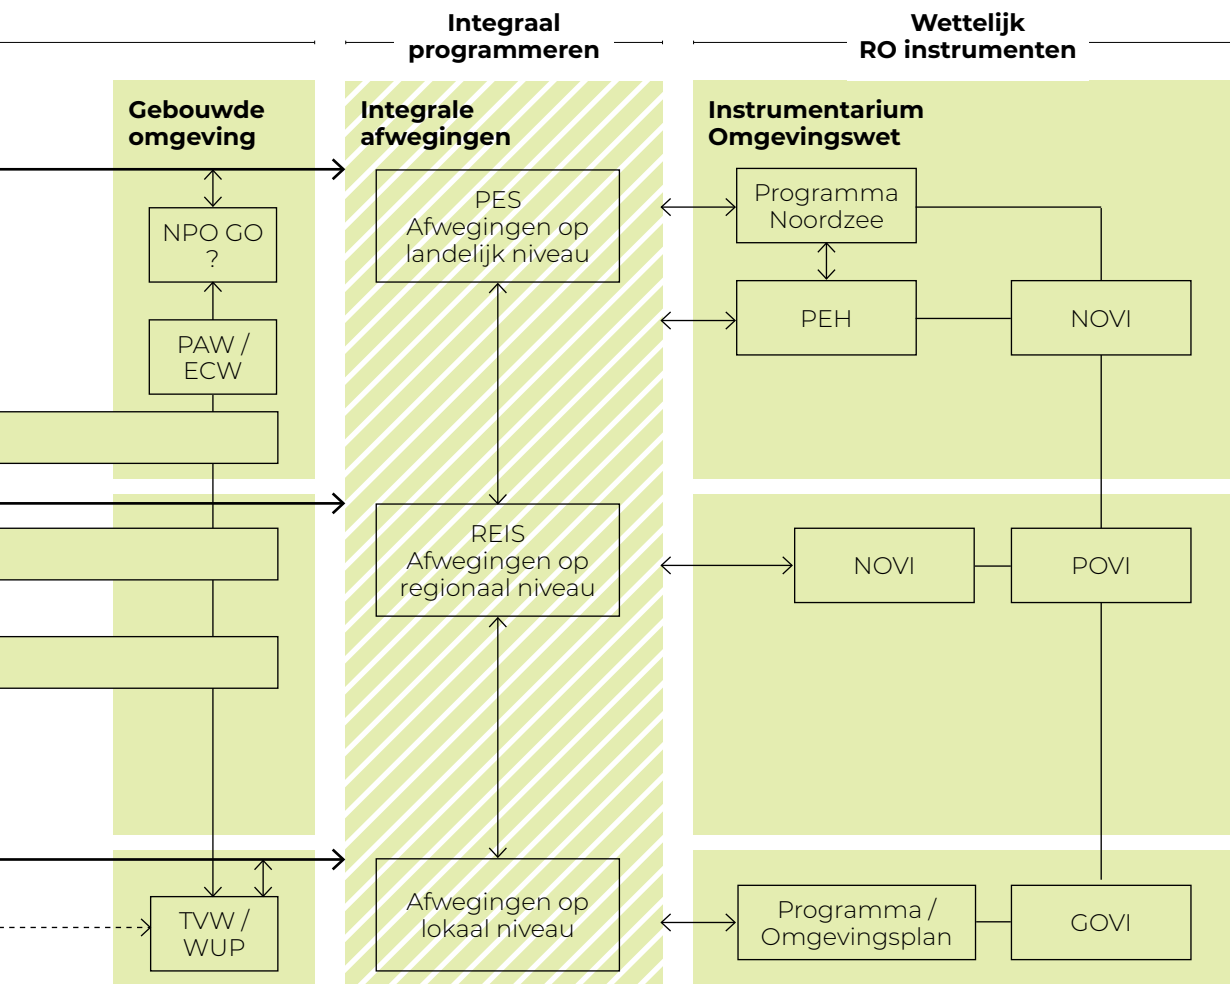 Integraal
programmeren
Wettelijk
RO instrumenten
Gebouwde
omgeving
NPO GO
?
PAW /
ECW
TVW /
WUP
Integrale
afwegingen
PES
Afwegingen op
landelijk niveau
REIS
Afwegingen op
regionaal niveau
Afwegingen op
lokaal niveau
Instrumentarium
Omgevingswet
Programma
Noordzee
PEH
NOVI
NOVI
POVI
Programma /
Omgevingsplan
GOVI